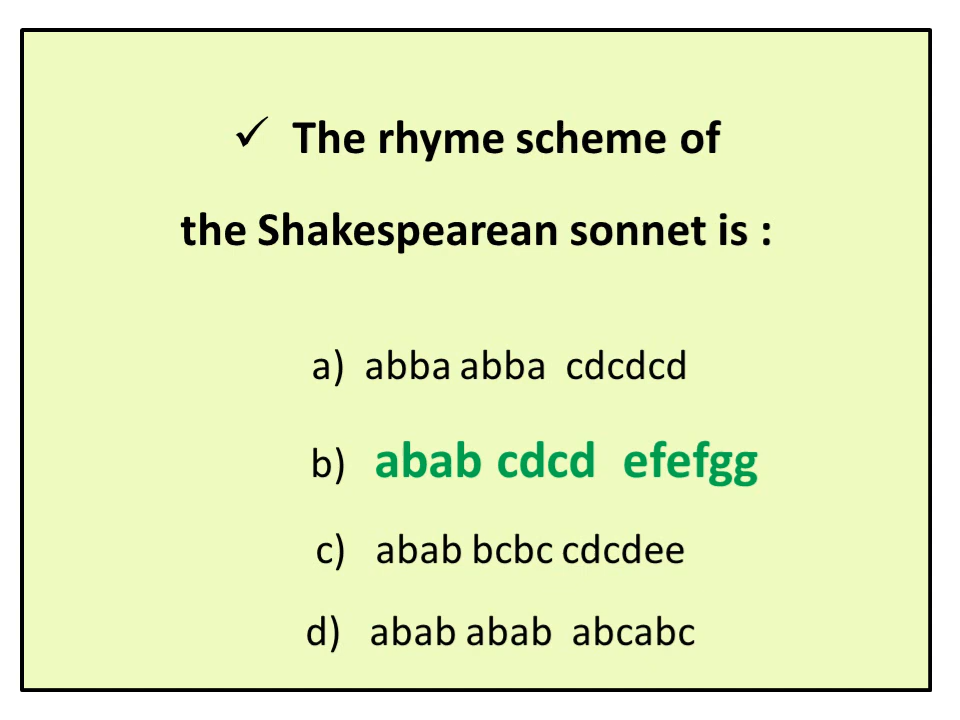 ✓ The rhyme scheme of
the Shakespearean sonnet is :
a) abba abba cdcdcd
b) abab cdcd efefgg
c) abab bcbc cdcdee
d) abab abab abcabc